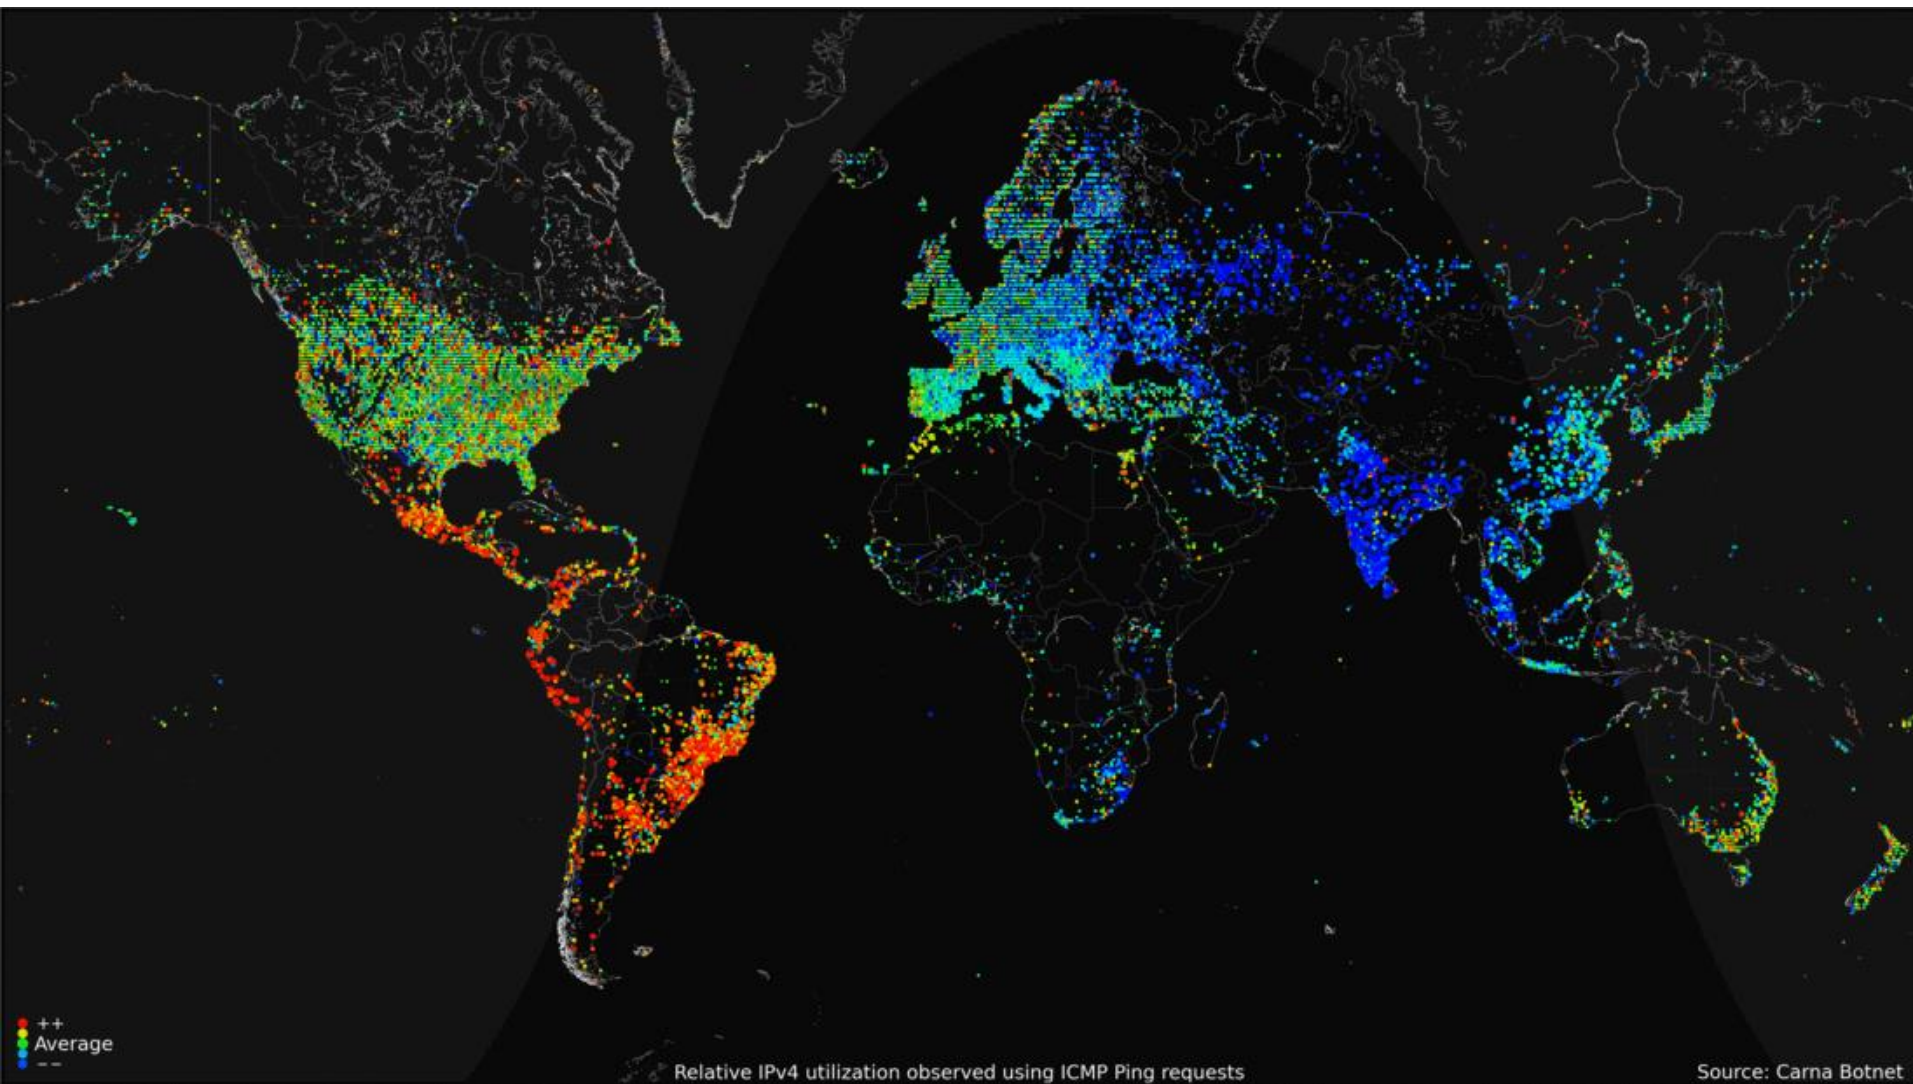 ++
Average
--
Relative IPv4 utilization observed using ICMP Ping requests
Source: Carna Botnet